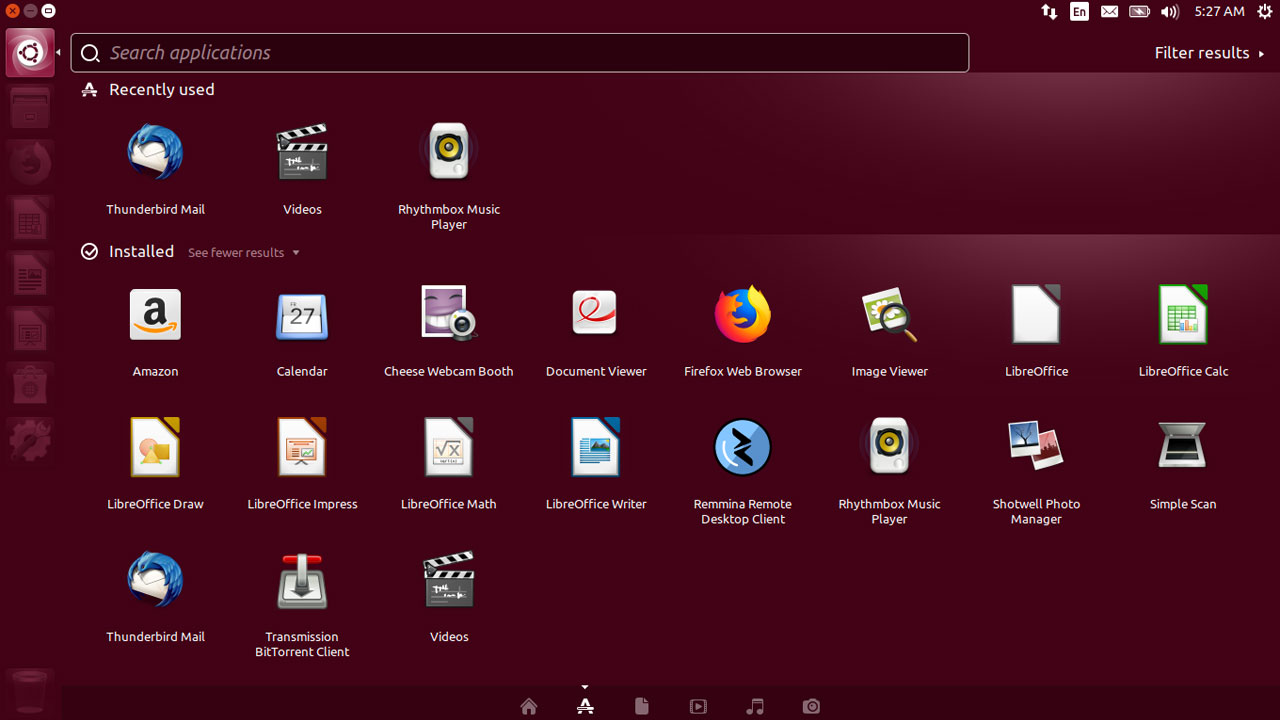 En
5:27 AM
Search applications
Filter results
Recently used
Thunderbird Mail
Videos
Rhythmbox Music
Player
Installed
See fewer results
Amazon
Calendar
Cheese Webcam Booth
Document Viewer
Firefox Web Browser
Image Viewer
LibreOffice
LibreOffice Calc
a
FR
27
LibreOffice Draw
LibreOffice Impress
LibreOffice Math
LibreOffice Writer
Remmina Remote
Desktop Client
Rhythmbox Music
Player
Shotwell Photo
Manager
Simple Scan
√x
Thunderbird Mail
Transmission
BitTorrent Client
Videos